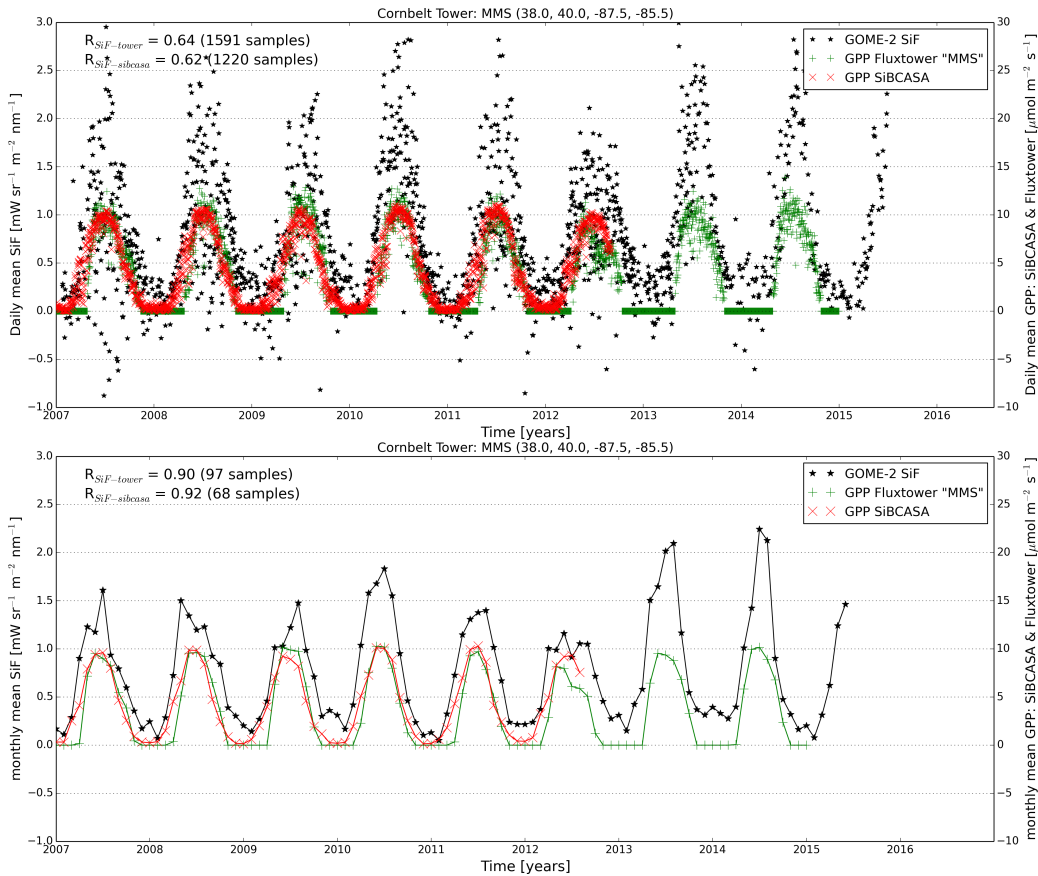 Cornbelt Tower: MMS (38.0, 40.0, -87.5, -85.5)
R_{SiF−tower} = 0.64 (1591 samples)
R_{SiF−sibcasa} = 0.62 (1220 samples)
GOME-2 SiF
GPP Fluxtower "MMS"
GPP SiBCASA
Daily mean SiF [mW sr⁻¹ m⁻² nm⁻¹]
3.0
2.5
2.0
1.5
1.0
0.5
0.0
−0.5
−1.0
Daily mean GPP: SiBCASA & Fluxtower [μmol m⁻² s⁻¹]
30
25
20
15
10
5
0
−5
−10
2007 2008 2009 2010 2011 2012 2013 2014 2015 2016
Time [years]
Cornbelt Tower: MMS (38.0, 40.0, -87.5, -85.5)
R_{SiF−tower} = 0.90 (97 samples)
R_{SiF−sibcasa} = 0.92 (68 samples)
GOME-2 SiF
GPP Fluxtower "MMS"
GPP SiBCASA
monthly mean SiF [mW sr⁻¹ m⁻² nm⁻¹]
3.0
2.5
2.0
1.5
1.0
0.5
0.0
−0.5
−1.0
monthly mean GPP: SiBCASA & Fluxtower [μmol m⁻² s⁻¹]
30
25
20
15
10
5
0
−5
−10
2007 2008 2009 2010 2011 2012 2013 2014 2015 2016
Time [years]